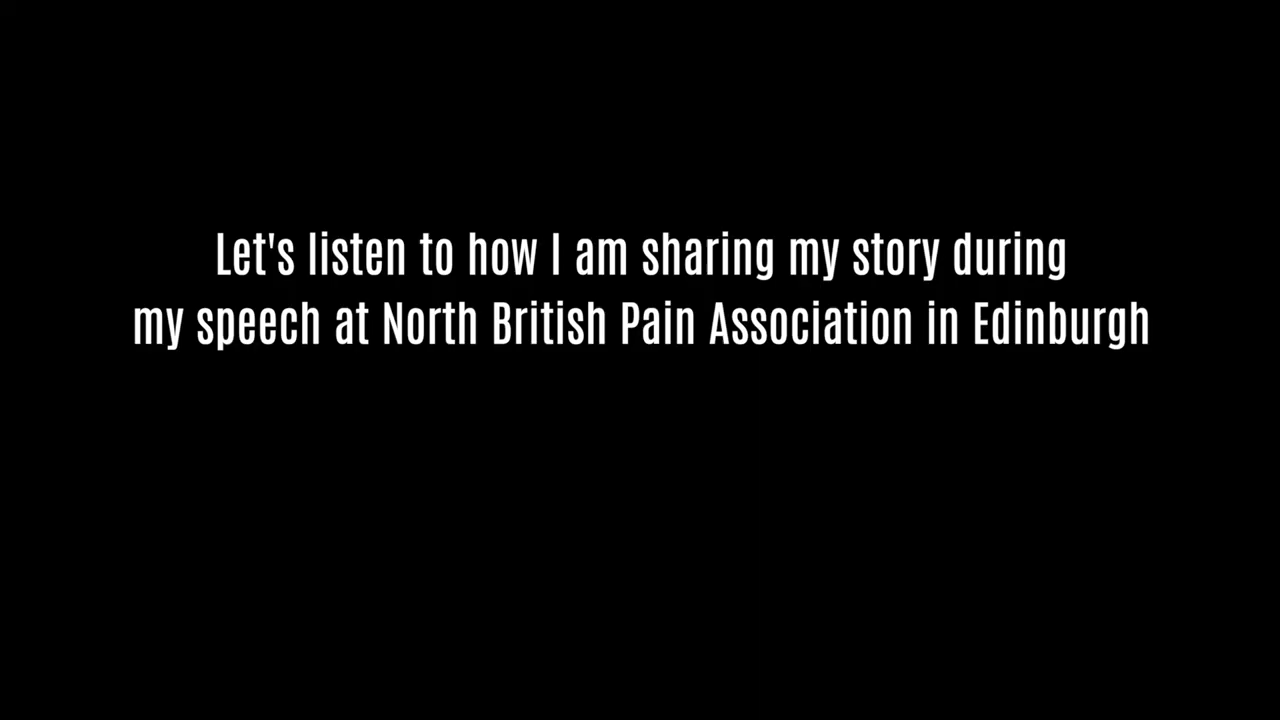 Let's listen to how I am sharing my story during
my speech at North British Pain Association in Edinburgh